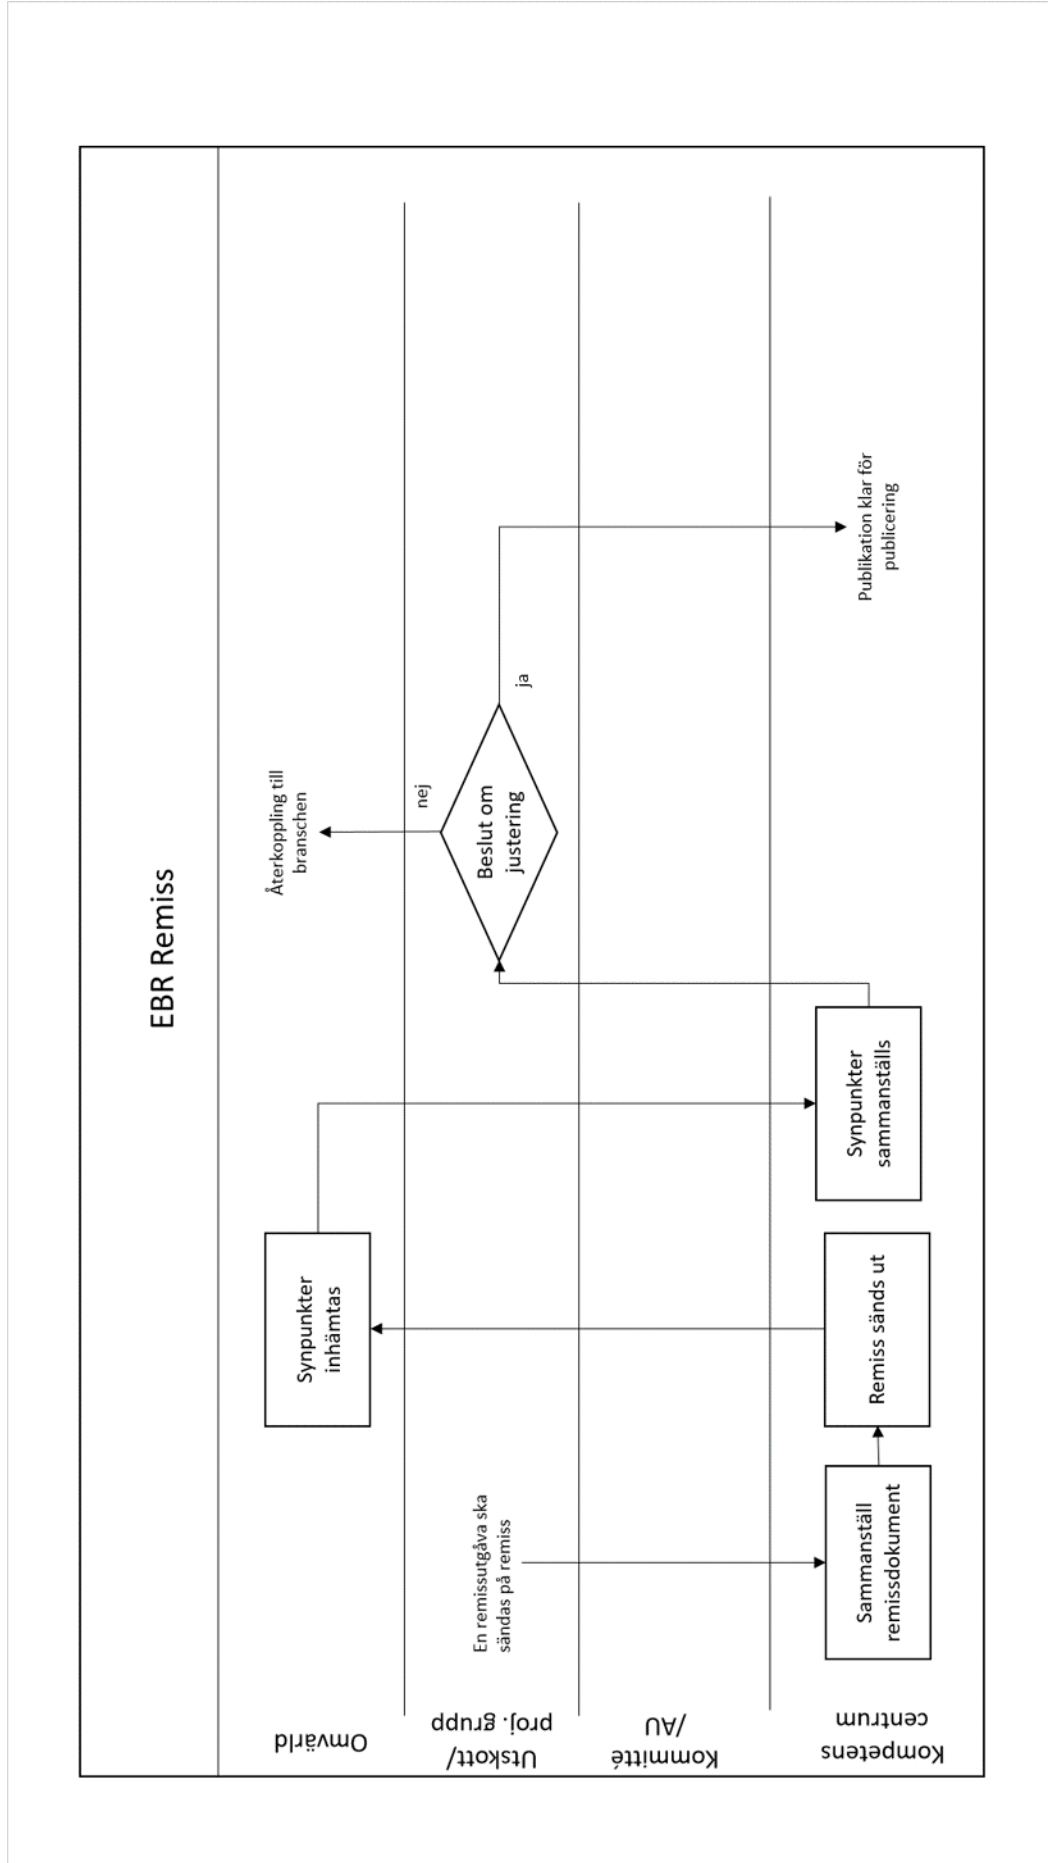 EBR Remiss
Omvärld
Synpunkter
inhämtas
Återkoppling till
branschen
Utskott/
proj. grupp
En remissutgåva ska
sändas på remiss
Beslut om
justering
nej
ja
Kommitté
/AU
Kompetens
centrum
Sammanställ
remissdokument
Remiss sänds ut
Synpunkter
sammanställs
Publikation klar för
publicering